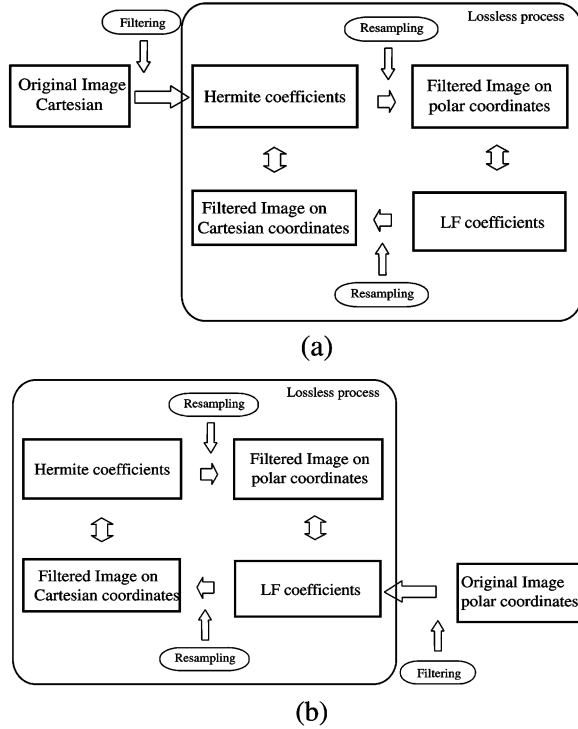 Filtering
Lossless process
Resampling
Original Image
Cartesian
Hermite coefficients
Filtered Image on
polar coordinates
Filtered Image on
Cartesian coordinates
LF coefficients
Resampling
(a)
Lossless process
Resampling
Hermite coefficients
Filtered Image on
polar coordinates
Filtered Image on
Cartesian coordinates
LF coefficients
Original Image
polar coordinates
Resampling
Filtering
(b)